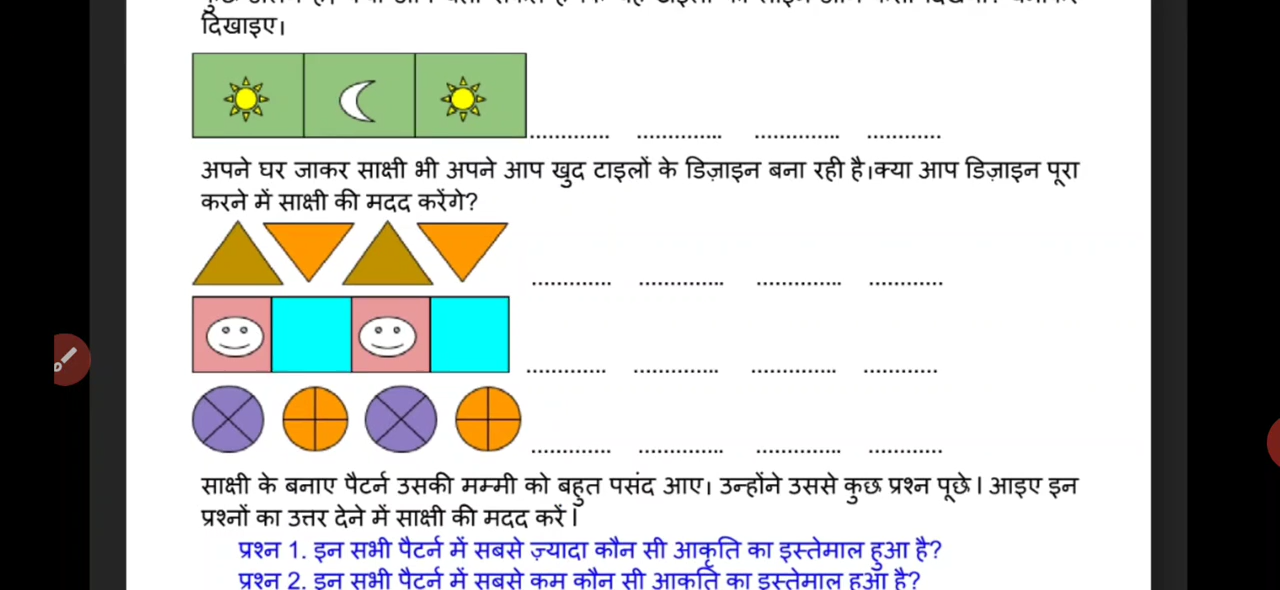 दिखाइए।
............. .............. .............. ............
अपने घर जाकर साक्षी भी अपने आप खुद टाइलों के डिज़ाइन बना रही है।क्या आप डिज़ाइन पूरा
करने में साक्षी की मदद करेंगे?
............. .............. .............. ............
............. .............. .............. ............
............. .............. .............. ............
साक्षी के बनाए पैटर्न उसकी मम्मी को बहुत पसंद आए। उन्होंने उससे कुछ प्रश्न पूछे l आइए इन
प्रश्नों का उत्तर देने में साक्षी की मदद करें l
प्रश्न 1. इन सभी पैटर्न में सबसे ज़्यादा कौन सी आकृति का इस्तेमाल हुआ है?
प्रश्न 2. इन सभी पैटर्न में सबसे कम कौन सी आकृति का इस्तेमाल हुआ है?